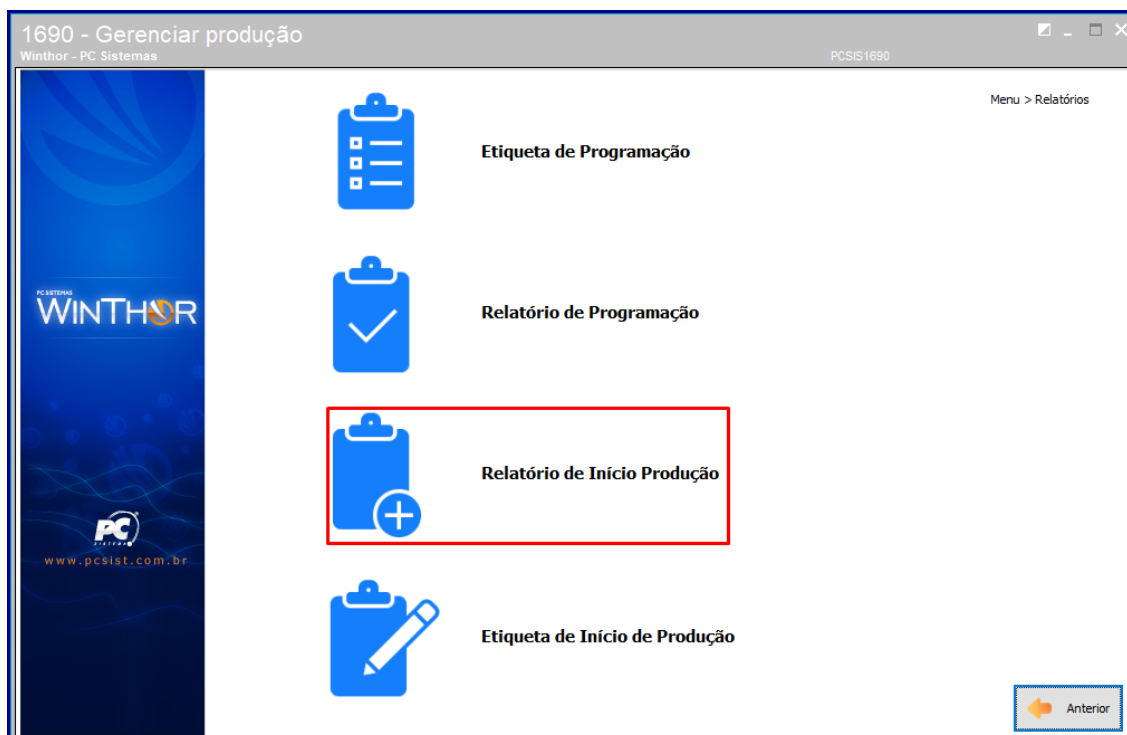 1690 - Gerenciar produção
Winthor - PC Sistemas
PCSIS1690
Menu > Relatórios
Etiqueta de Programação
Relatório de Programação
PC SISTEMAS
WINTHOR
Relatório de Início Produção
PC
SISTEMAS
www.pcsist.com.br
Etiqueta de Início de Produção
Anterior